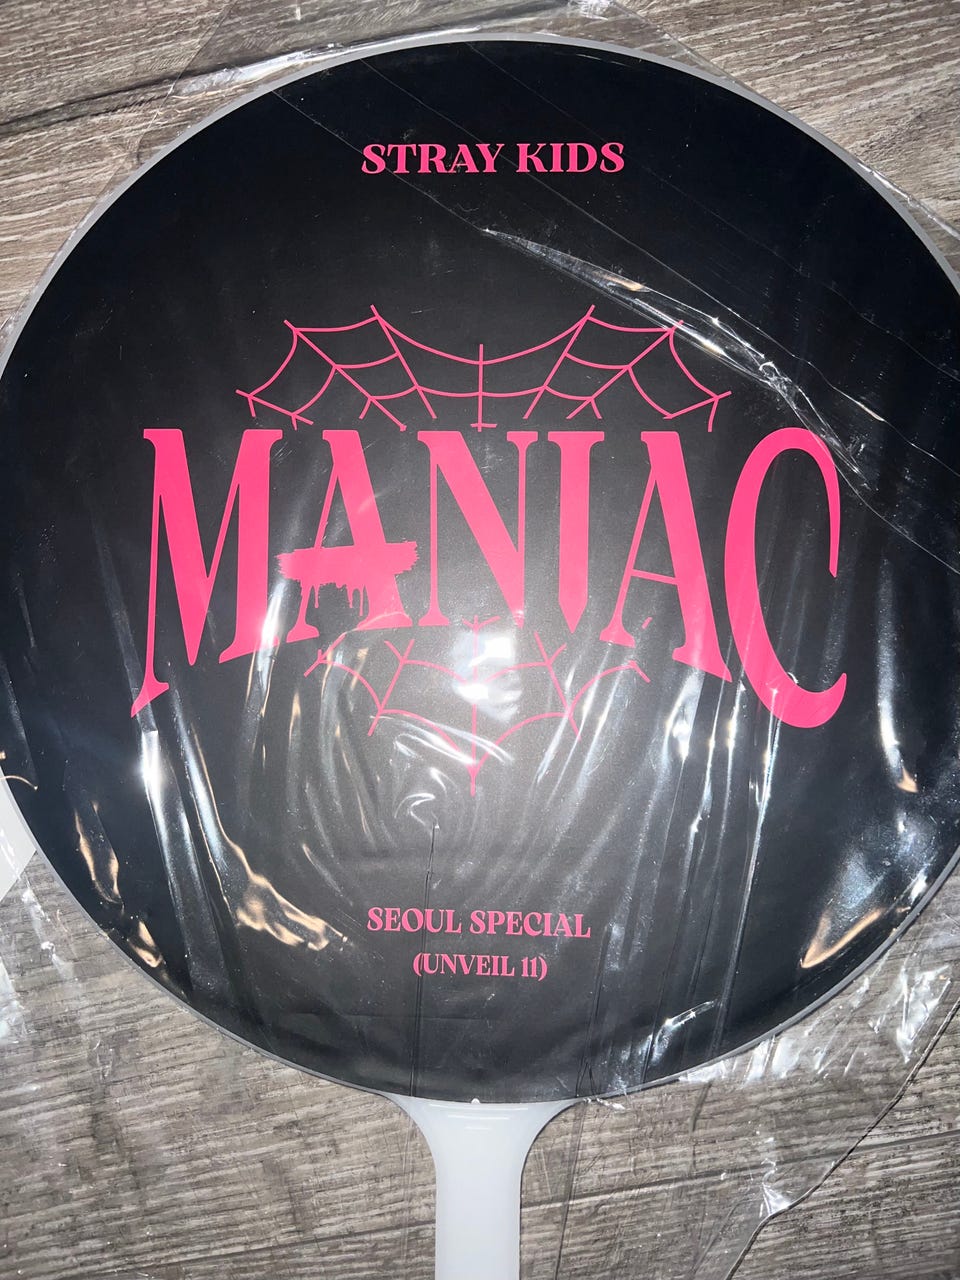 STRAY KIDS
MANIAC
SEOUL SPECIAL
(UNVEIL 11)